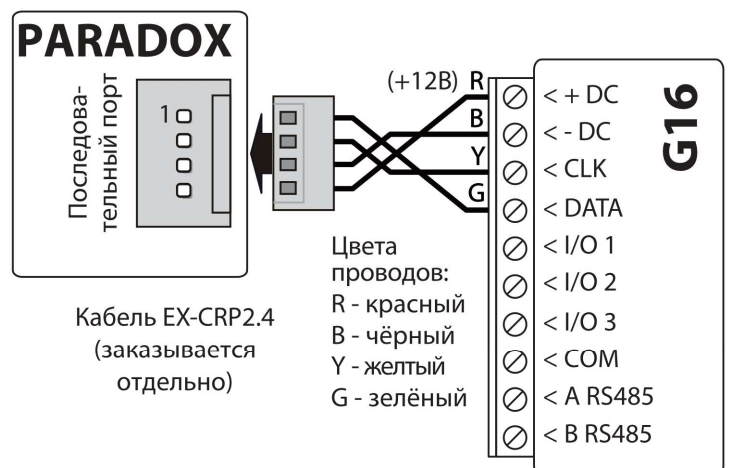 PARADOX
Последова-
тельный порт
1
Кабель EX-CRP2.4
(заказывается
отдельно)
(+12В)
R
B
Y
G
Цвета
проводов:
R - красный
B - чёрный
Y - желтый
G - зелёный
G16
< + DC
< - DC
< CLK
< DATA
< I/O 1
< I/O 2
< I/O 3
< COM
< A RS485
< B RS485